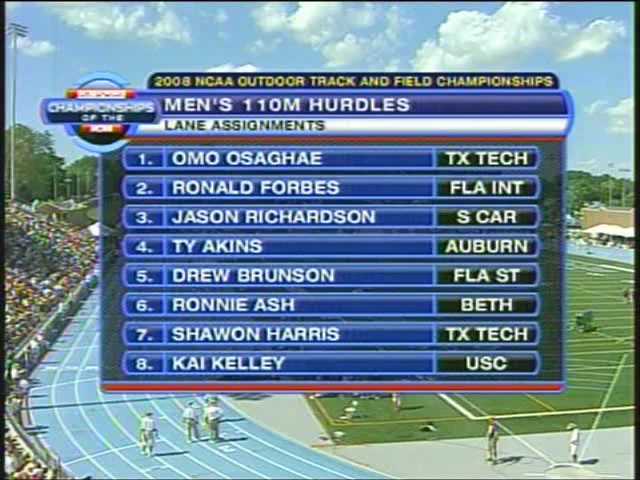 2008 NCAA OUTDOOR TRACK AND FIELD CHAMPIONSHIPS
CHAMPIONSHIPS
OF THE
MEN'S 110M HURDLES
LANE ASSIGNMENTS
1. OMO OSAGHAE TX TECH
2. RONALD FORBES FLA INT
3. JASON RICHARDSON S CAR
4. TY AKINS AUBURN
5. DREW BRUNSON FLA ST
6. RONNIE ASH BETH
7. SHAWON HARRIS TX TECH
8. KAI KELLEY USC